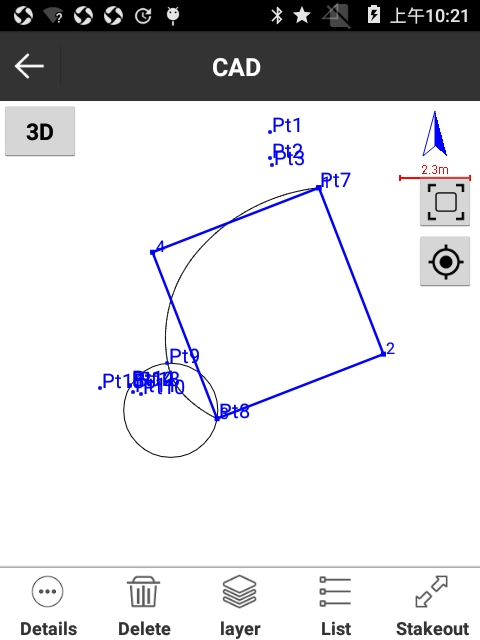 上午10:21
CAD
3D
Pt1
Pt2
Pt3
2.3m
Pt7
4
2
Pt9
Pt8
Details
Delete
layer
List
Stakeout